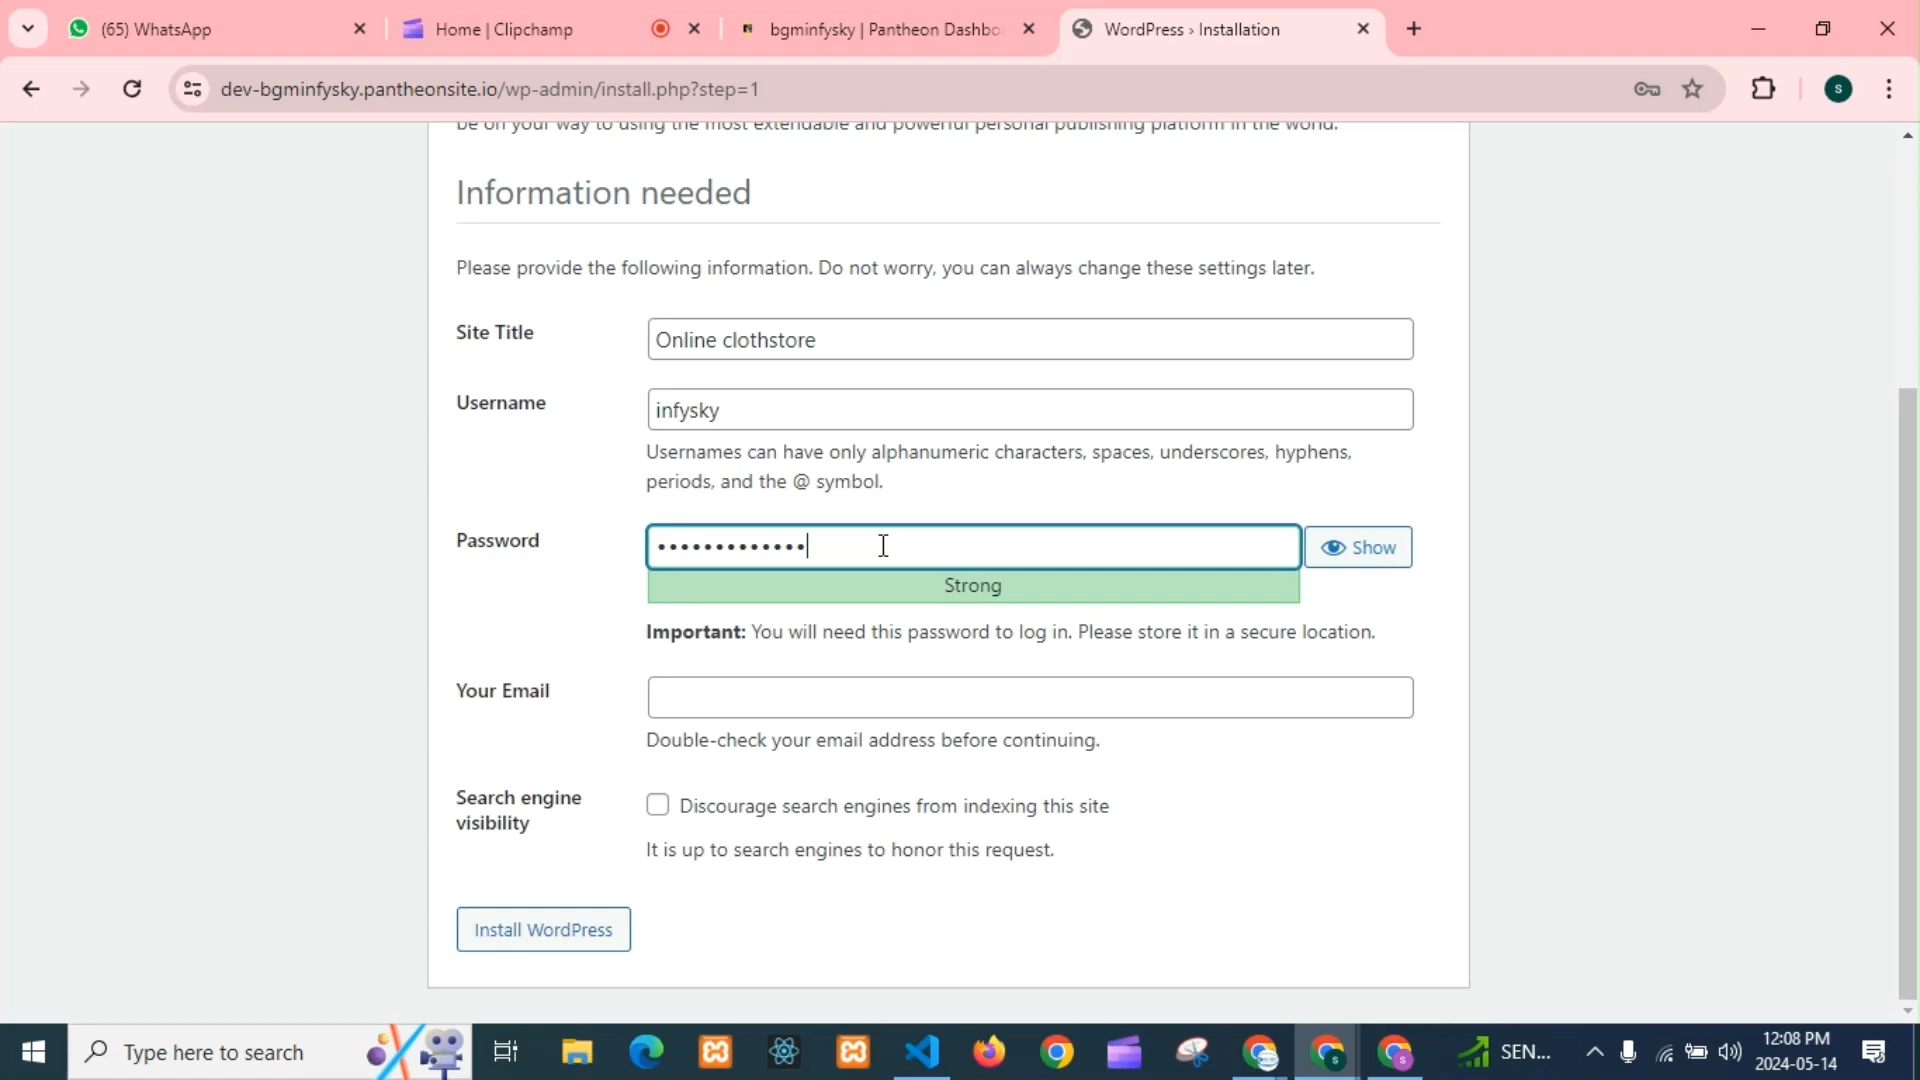 (65) WhatsApp
Home | Clipchamp
bgminfysky | Pantheon Dashbo
WordPress › Installation
dev-bgminfysky.pantheonsite.io/wp-admin/install.php?step=1
s
be on your way to using the most extendable and powerful personal publishing platform in the world.
Information needed
Please provide the following information. Do not worry, you can always change these settings later.
Site Title
Online clothstore
Username
infysky
Usernames can have only alphanumeric characters, spaces, underscores, hyphens,
periods, and the @ symbol.
Password
•••••••••••••
Show
Strong
Important: You will need this password to log in. Please store it in a secure location.
Your Email
Double-check your email address before continuing.
Search engine
visibility
Discourage search engines from indexing this site
It is up to search engines to honor this request.
Install WordPress
Type here to search
SEN...
12:08 PM
2024-05-14